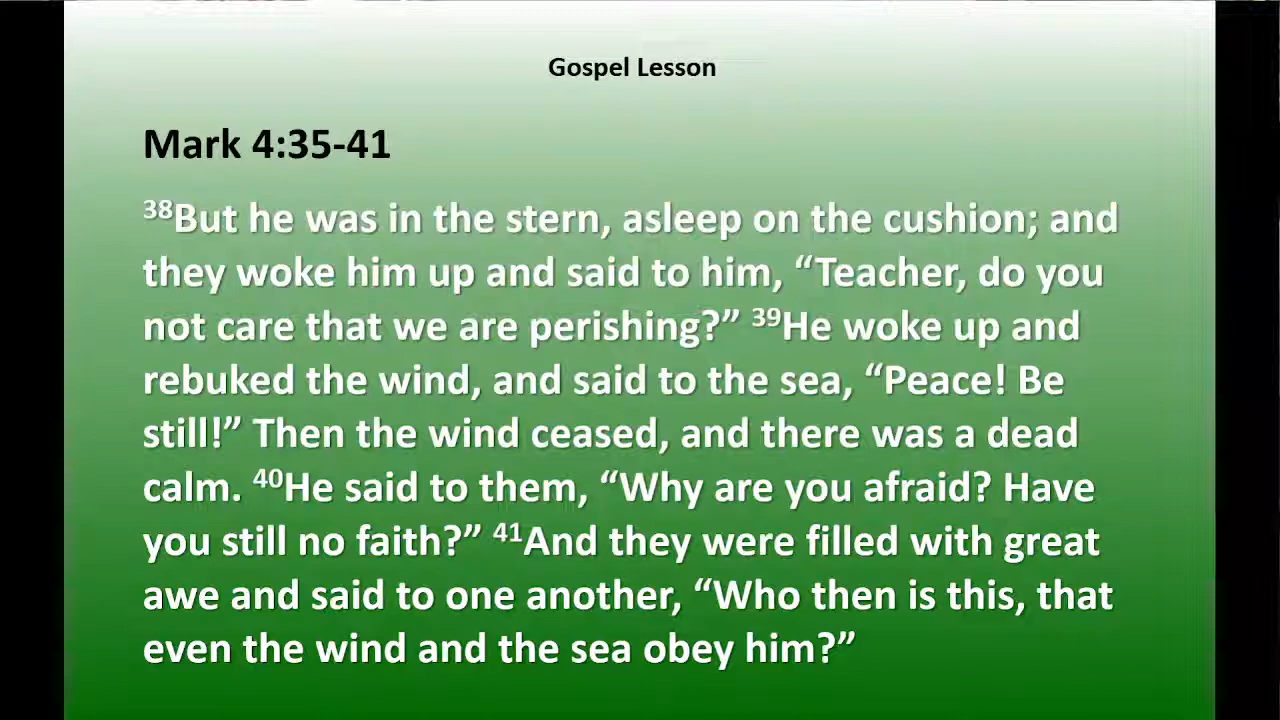 Gospel Lesson
Mark 4:35-41
³⁸But he was in the stern, asleep on the cushion; and
they woke him up and said to him, “Teacher, do you
not care that we are perishing?” ³⁹He woke up and
rebuked the wind, and said to the sea, “Peace! Be
still!” Then the wind ceased, and there was a dead
calm. ⁴⁰He said to them, “Why are you afraid? Have
you still no faith?” ⁴¹And they were filled with great
awe and said to one another, “Who then is this, that
even the wind and the sea obey him?”